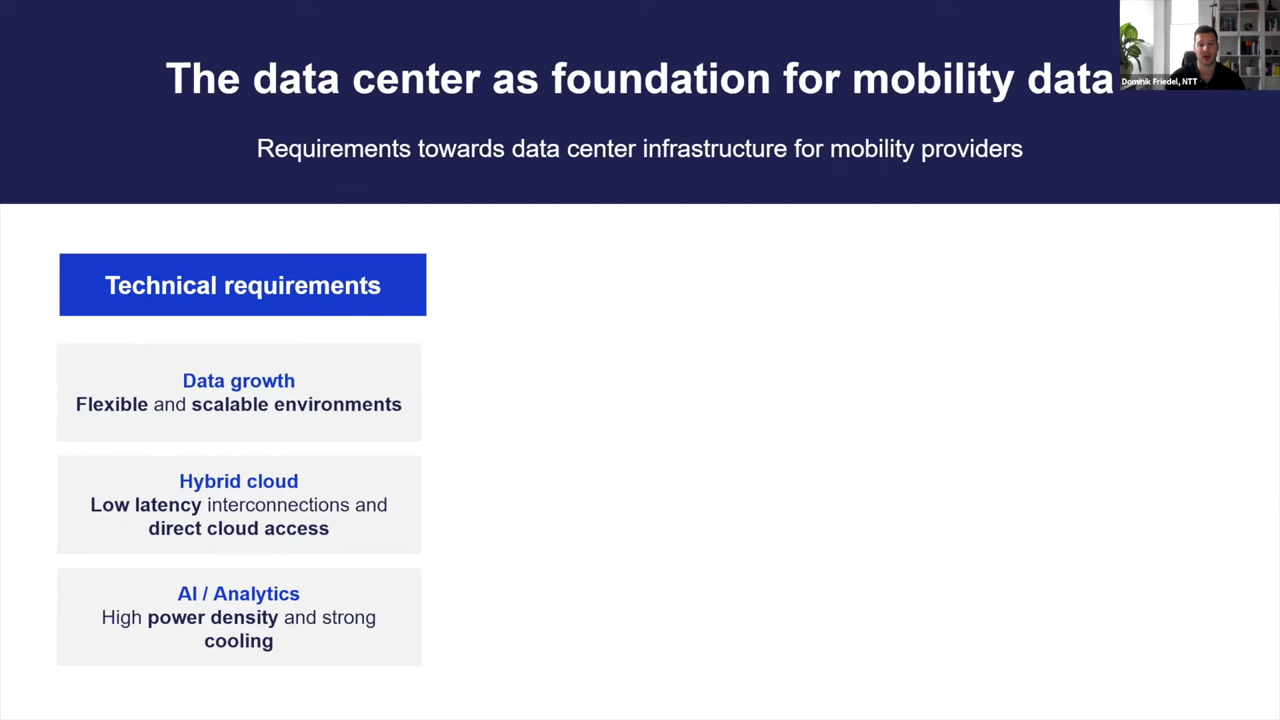 The data center as foundation for mobility data
Dominik Friedel, NTT
Requirements towards data center infrastructure for mobility providers
Technical requirements
Data growth
Flexible and scalable environments
Hybrid cloud
Low latency interconnections and
direct cloud access
AI / Analytics
High power density and strong
cooling